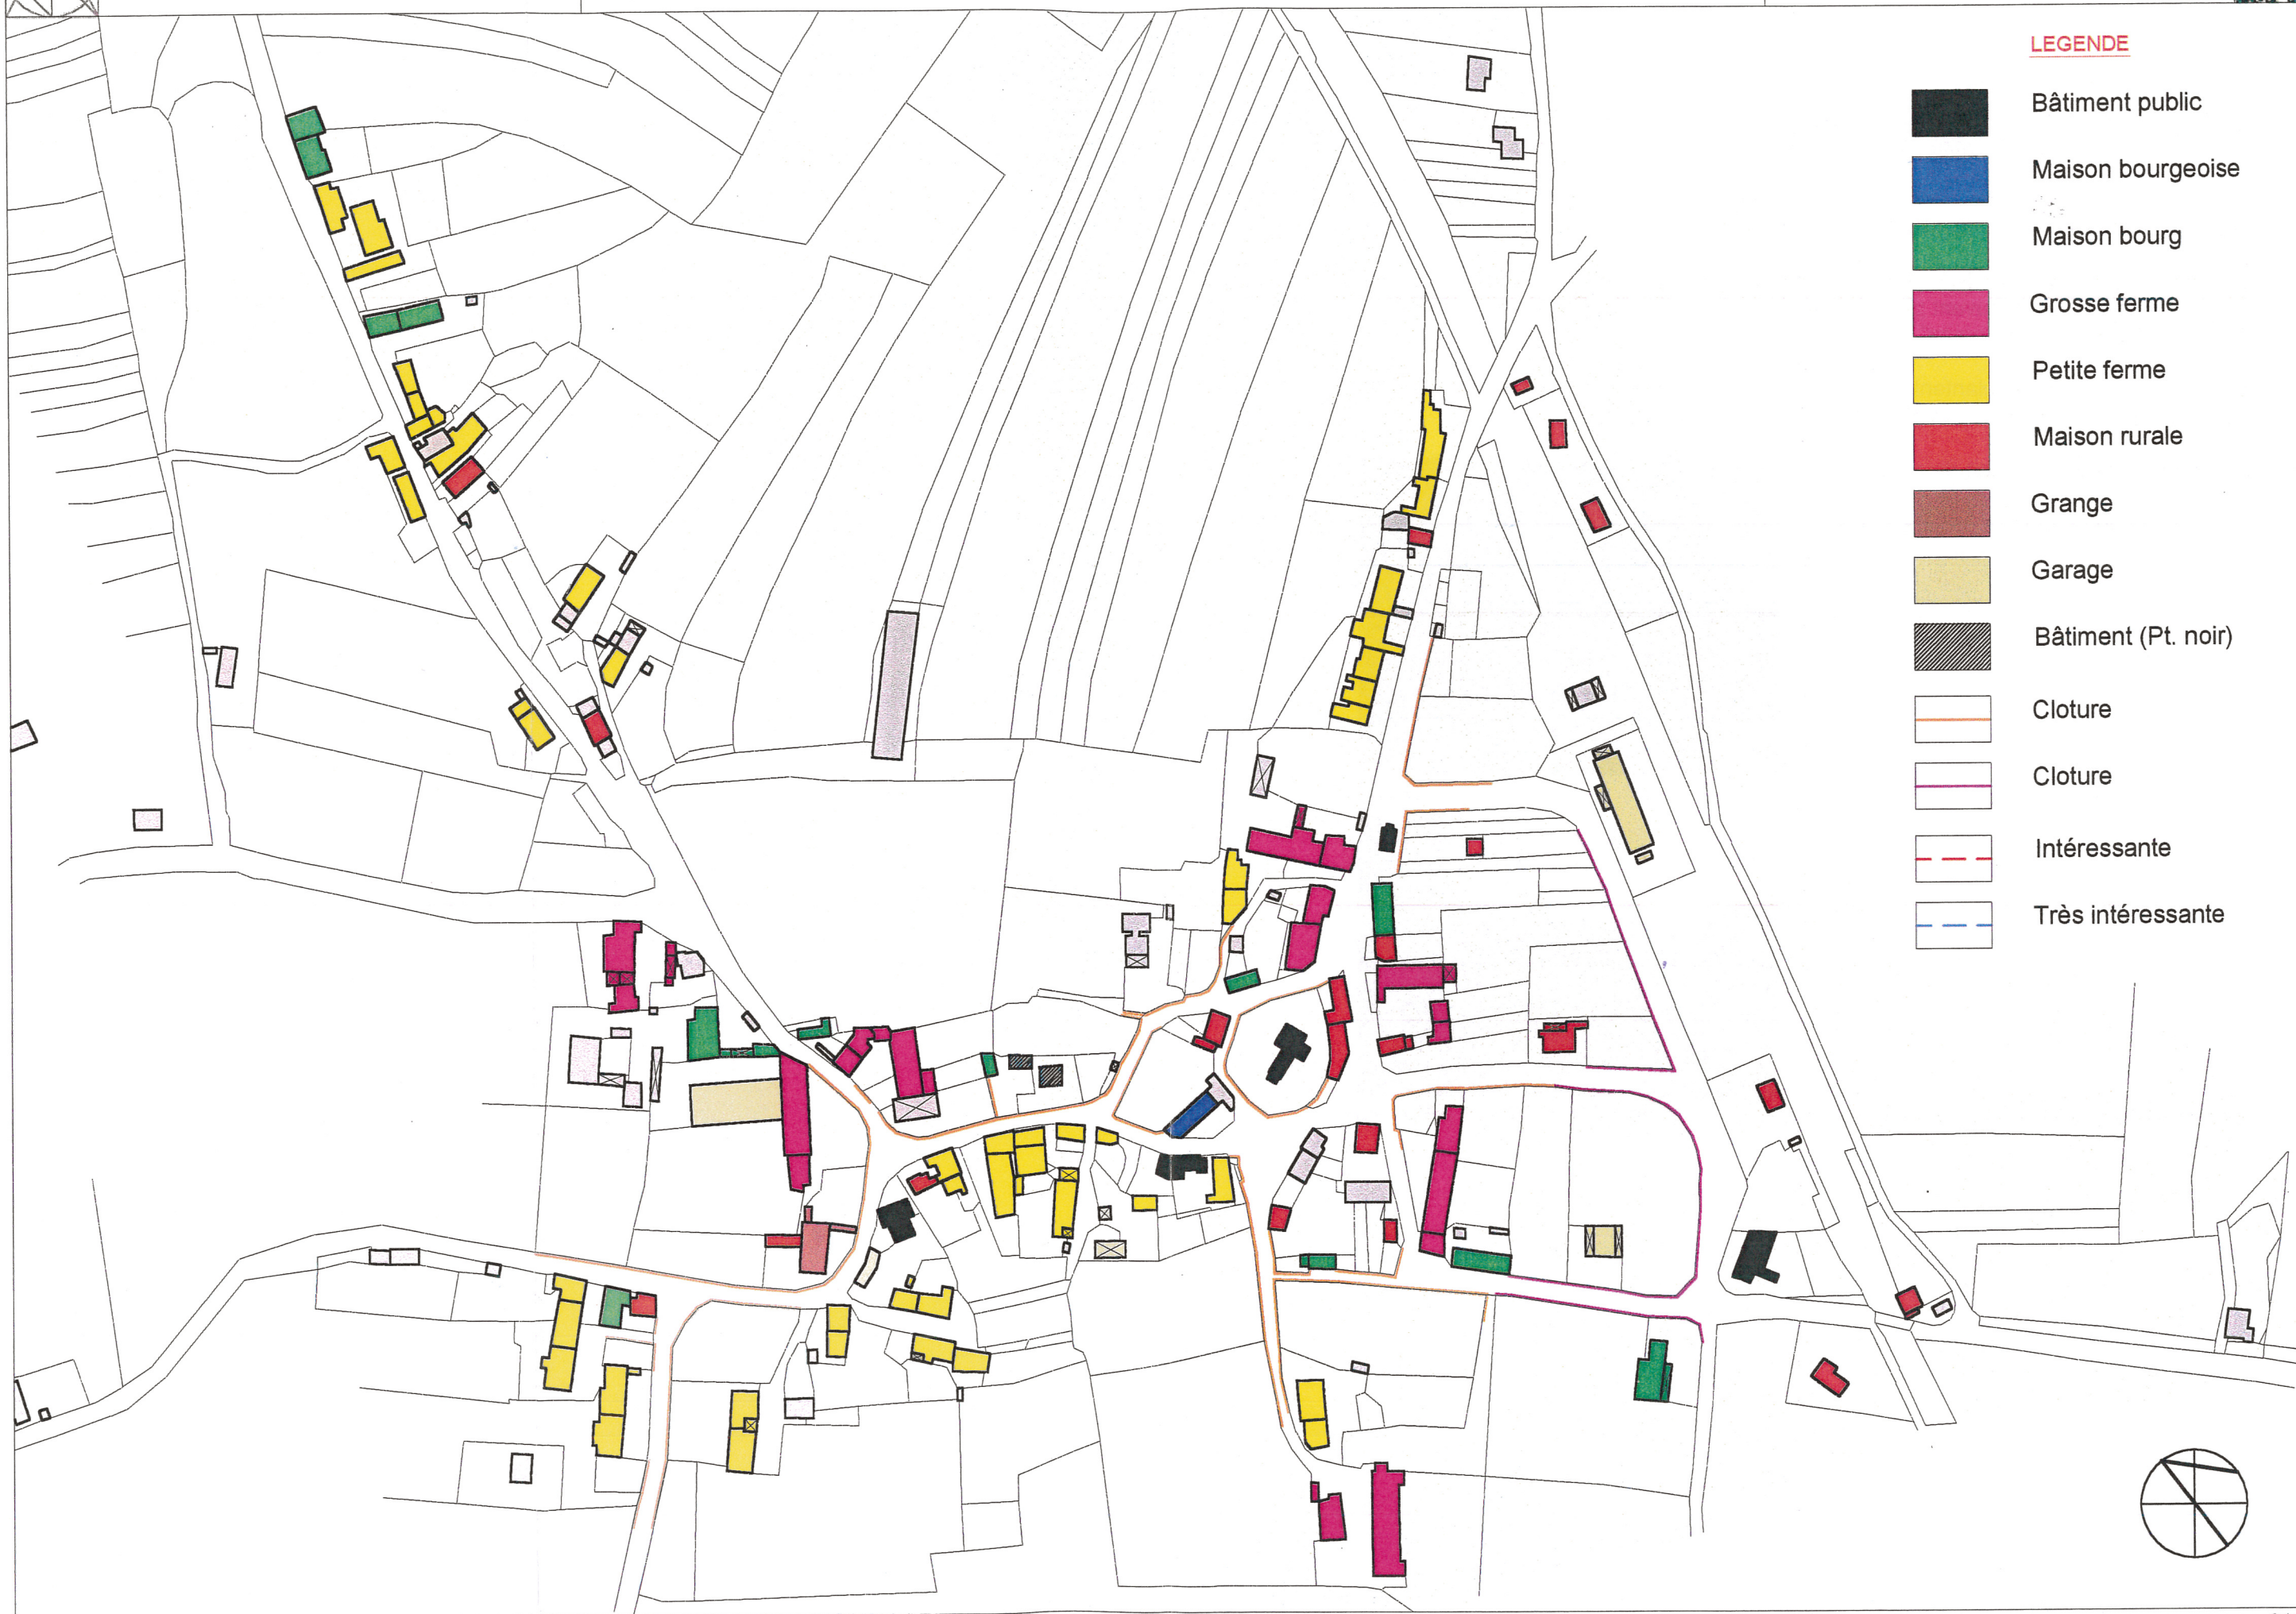 LEGENDE
Bâtiment public
Maison bourgeoise
Maison bourg
Grosse ferme
Petite ferme
Maison rurale
Grange
Garage
Bâtiment (Pt. noir)
Cloture
Cloture
Intéressante
Très intéressante